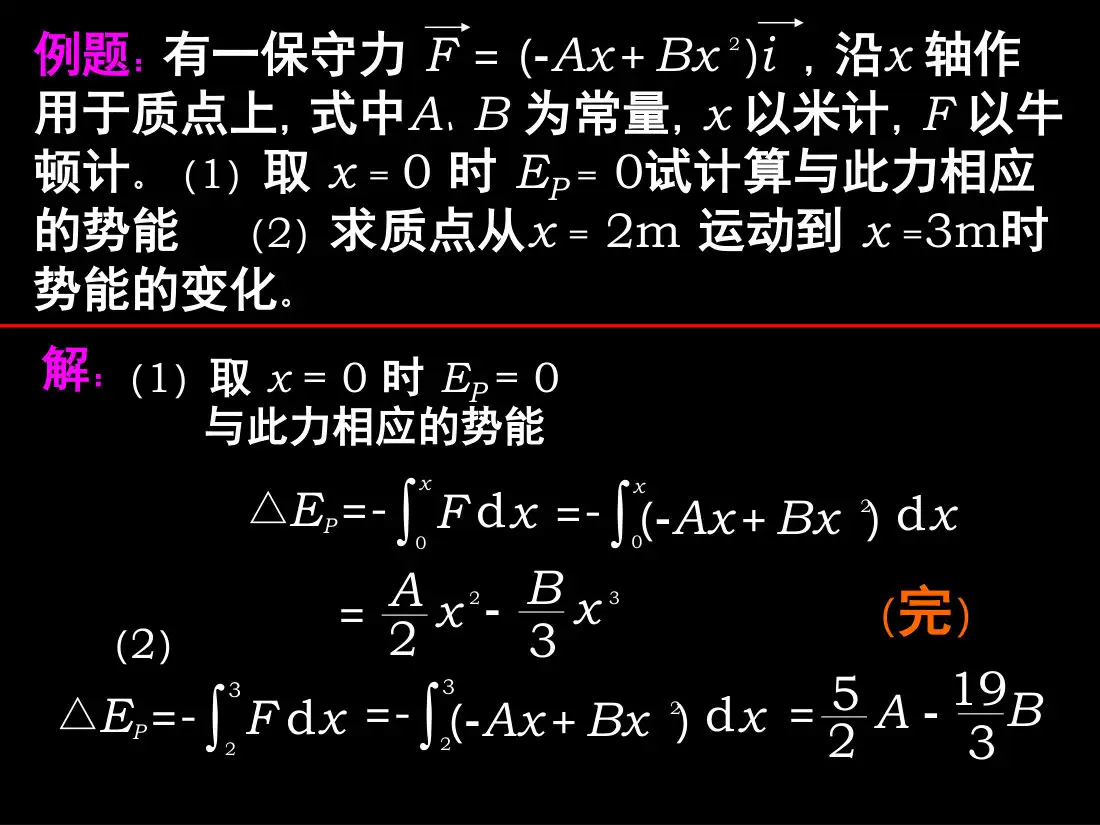 例题：有一保守力 F⃗ = (-Ax+Bx²)i⃗ ，沿x 轴作
用于质点上，式中A、B 为常量，x 以米计，F 以牛
顿计。（1）取 x = 0 时 E_P = 0试计算与此力相应
的势能 （2）求质点从x = 2m 运动到 x =3m时
势能的变化。
解：（1）取 x = 0 时 E_P = 0
与此力相应的势能
△E_P =-∫₀ˣ F dx =-∫₀ˣ (-Ax+Bx²) dx
= A/2 x² - B/3 x³
(完)
（2）
△E_P =-∫₂³ F dx =-∫₂³ (-Ax+Bx²) dx = 5/2 A - 19/3 B